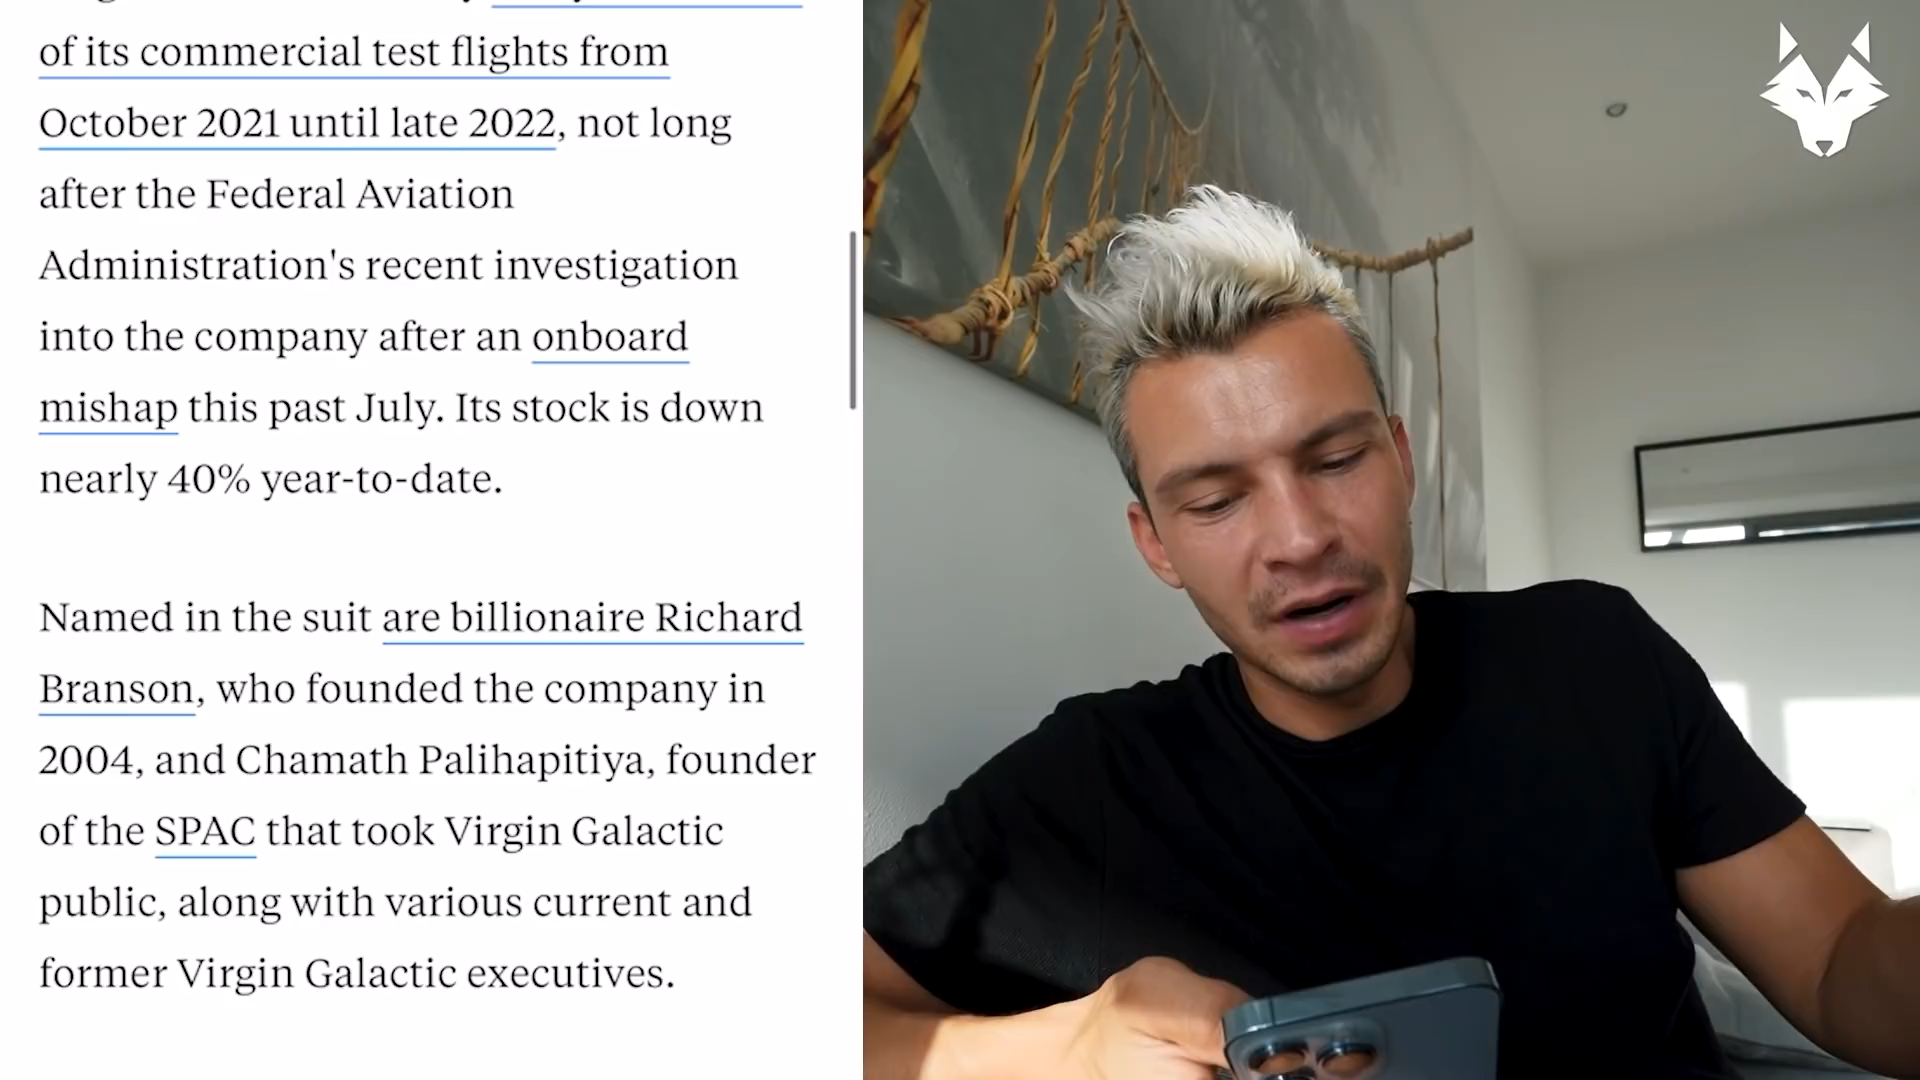 of its commercial test flights from
October 2021 until late 2022, not long
after the Federal Aviation
Administration's recent investigation
into the company after an onboard
mishap this past July. Its stock is down
nearly 40% year-to-date.
Named in the suit are billionaire Richard
Branson, who founded the company in
2004, and Chamath Palihapitiya, founder
of the SPAC that took Virgin Galactic
public, along with various current and
former Virgin Galactic executives.